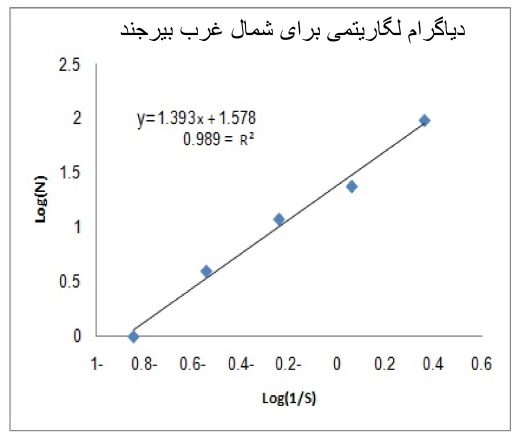 دیاگرام لگاریتمی برای شمال غرب بیرجند
2.5
2
1.5
1
0.5
0
y=1.393x + 1.578
0.989 = R²
Log(N)
1- 0.8- 0.6- 0.4- 0.2- 0 0.2 0.4 0.6
Log(1/S)